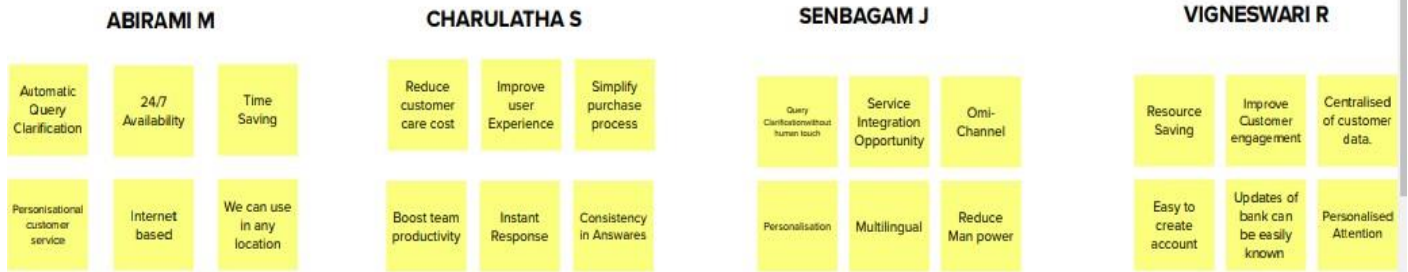 ABIRAMI M
Automatic
Query
Clarification
24/7
Availability
Time
Saving
Personisational
customer
service
Internet
based
We can use
in any
location
CHARULATHA S
Reduce
customer
care cost
Improve
user
Experience
Simplify
purchase
process
Boost team
productivity
Instant
Response
Consistency
in Answares
SENBAGAM J
Query
Clarificationwithout
human touch
Service
Integration
Opportunity
Omi-
Channel
Personalisation
Multilingual
Reduce
Man power
VIGNESWARI R
Resource
Saving
Improve
Customer
engagement
Centralised
of customer
data.
Easy to
create
account
Updates of
bank can
be easily
known
Personalised
Attention